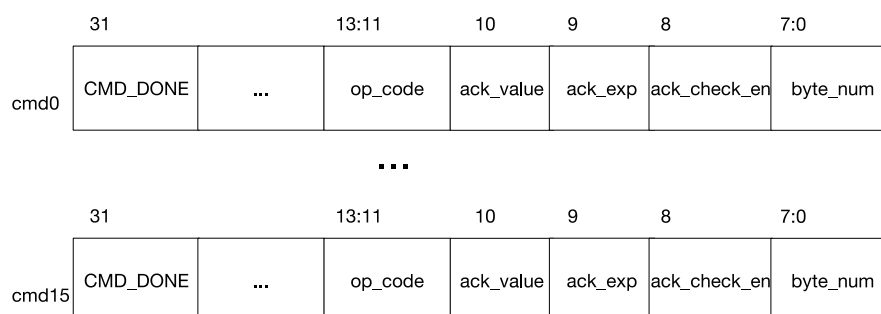 31 13:11 10 9 8 7:0
cmd0 CMD_DONE ... op_code ack_value ack_exp ack_check_en byte_num
...
31 13:11 10 9 8 7:0
cmd15 CMD_DONE ... op_code ack_value ack_exp ack_check_en byte_num